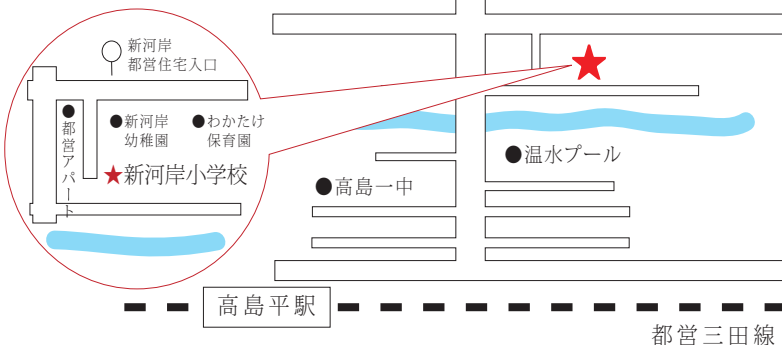 新河岸
都営住宅入口
都営アパート
新河岸
幼稚園
わかたけ
保育園
新河岸小学校
温水プール
高島一中
高島平駅
都営三田線